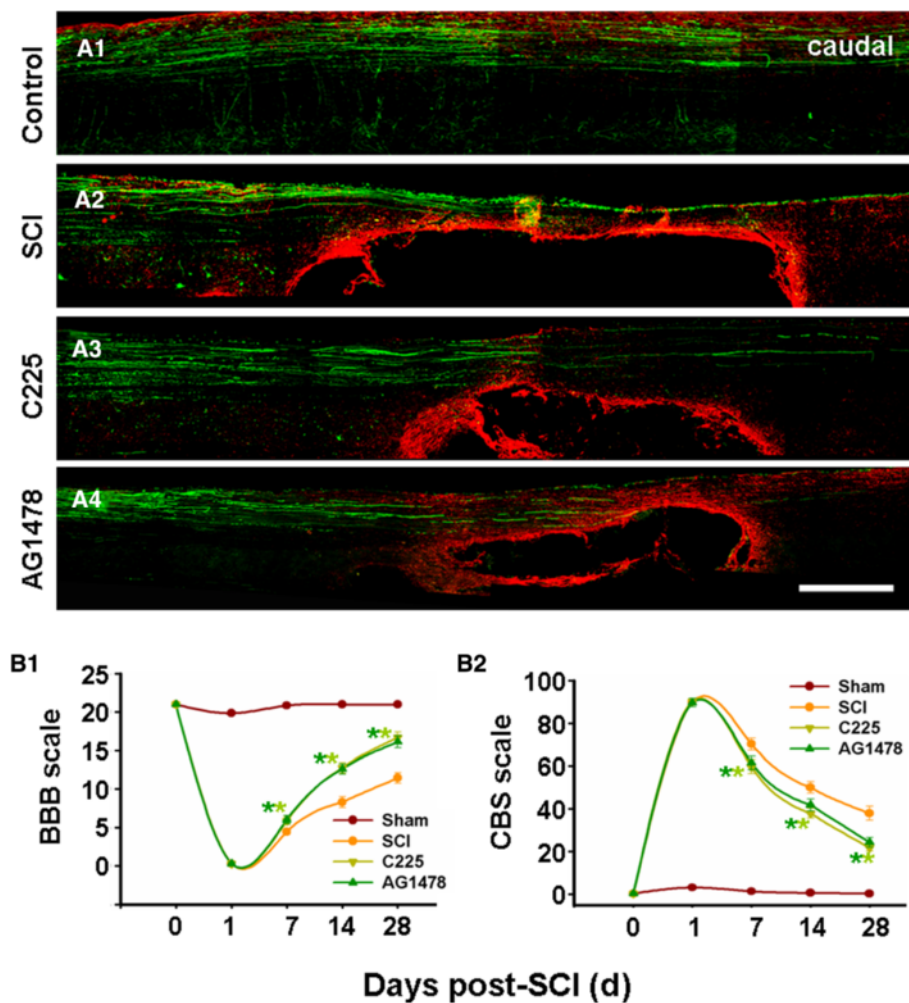 A1
caudal
Control
A2
SCI
A3
C225
A4
AG1478
B1
25
20
15
10
5
0
BBB scale
**
**
**
Sham
SCI
C225
AG1478
0 1 7 14 28
B2
100
80
60
40
20
0
CBS scale
Sham
SCI
C225
AG1478
**
**
**
0 1 7 14 28
Days post-SCI (d)